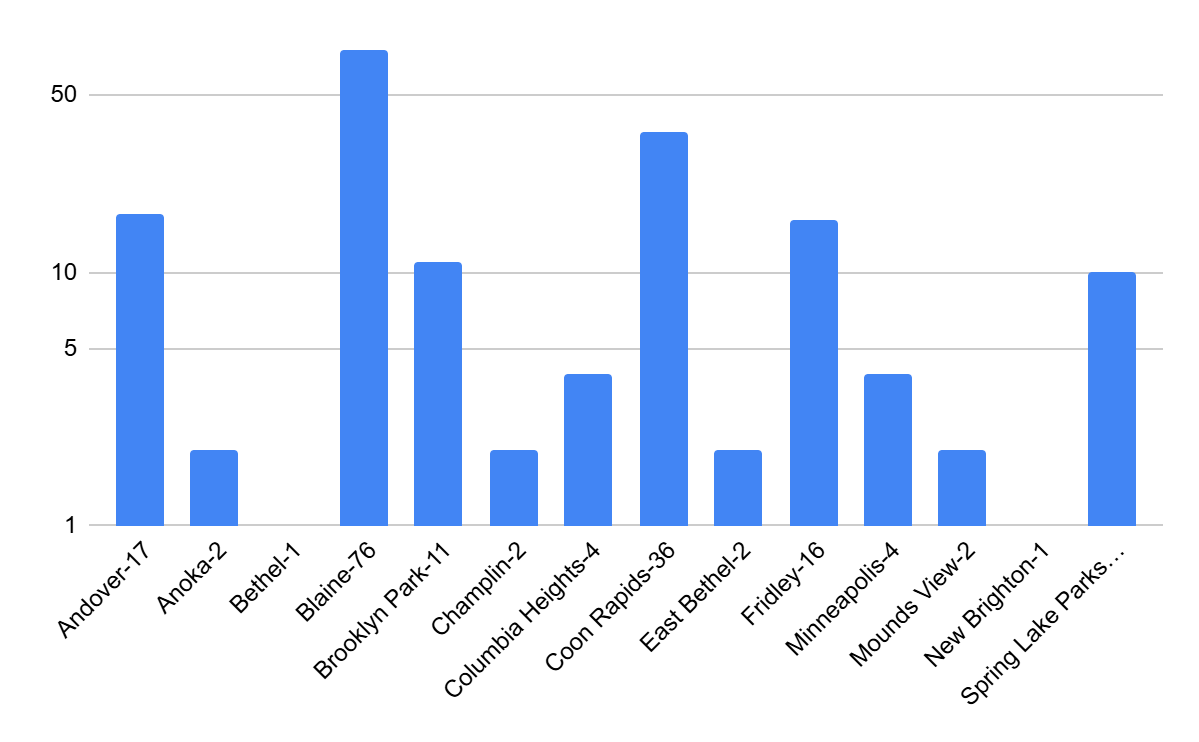 50
10
5
1
Andover-17
Anoka-2
Bethel-1
Blaine-76
Brooklyn Park-11
Champlin-2
Columbia Heights-4
Coon Rapids-36
East Bethel-2
Fridley-16
Minneapolis-4
Mounds View-2
New Brighton-1
Spring Lake Parks…